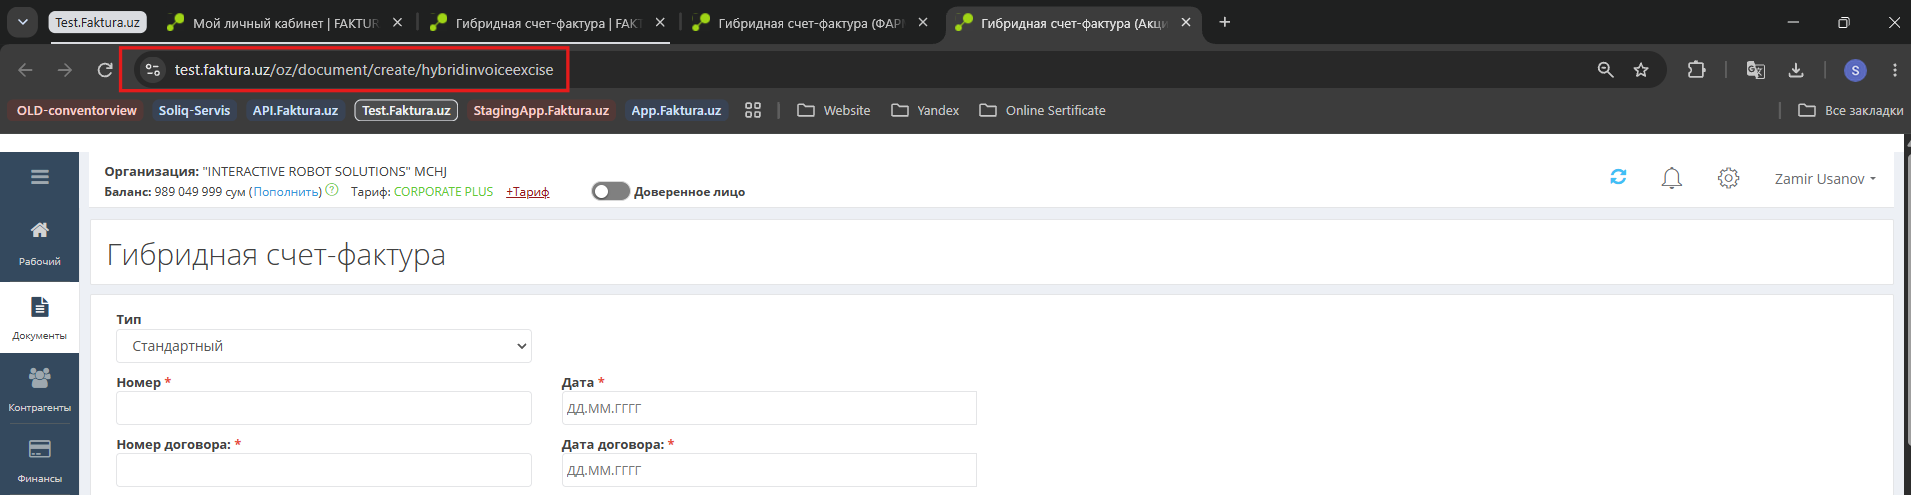 Test.Faktura.uz Мой личный кабинет | FAKTUR Гибридная счет-фактура | FAKT Гибридная счет-фактура (ФАРМ Гибридная счет-фактура (Акци
test.faktura.uz/oz/document/create/hybridinvoiceexcise S
OLD-conventorview Soliq-Servis API.Faktura.uz Test.Faktura.uz StagingApp.Faktura.uz App.Faktura.uz Website Yandex Online Sertificate Все закладки
Организация: "INTERACTIVE ROBOT SOLUTIONS" MCHJ
Баланс: 989 049 999 сум (Пополнить) ? Тариф: CORPORATE PLUS +Тариф Доверенное лицо
Zamir Usanov
Рабочий
Документы
Контрагенты
Финансы
Гибридная счет-фактура
Тип
Стандартный
Номер * Дата *
ДД.ММ.ГГГГ
Номер договора: * Дата договора: *
ДД.ММ.ГГГГ